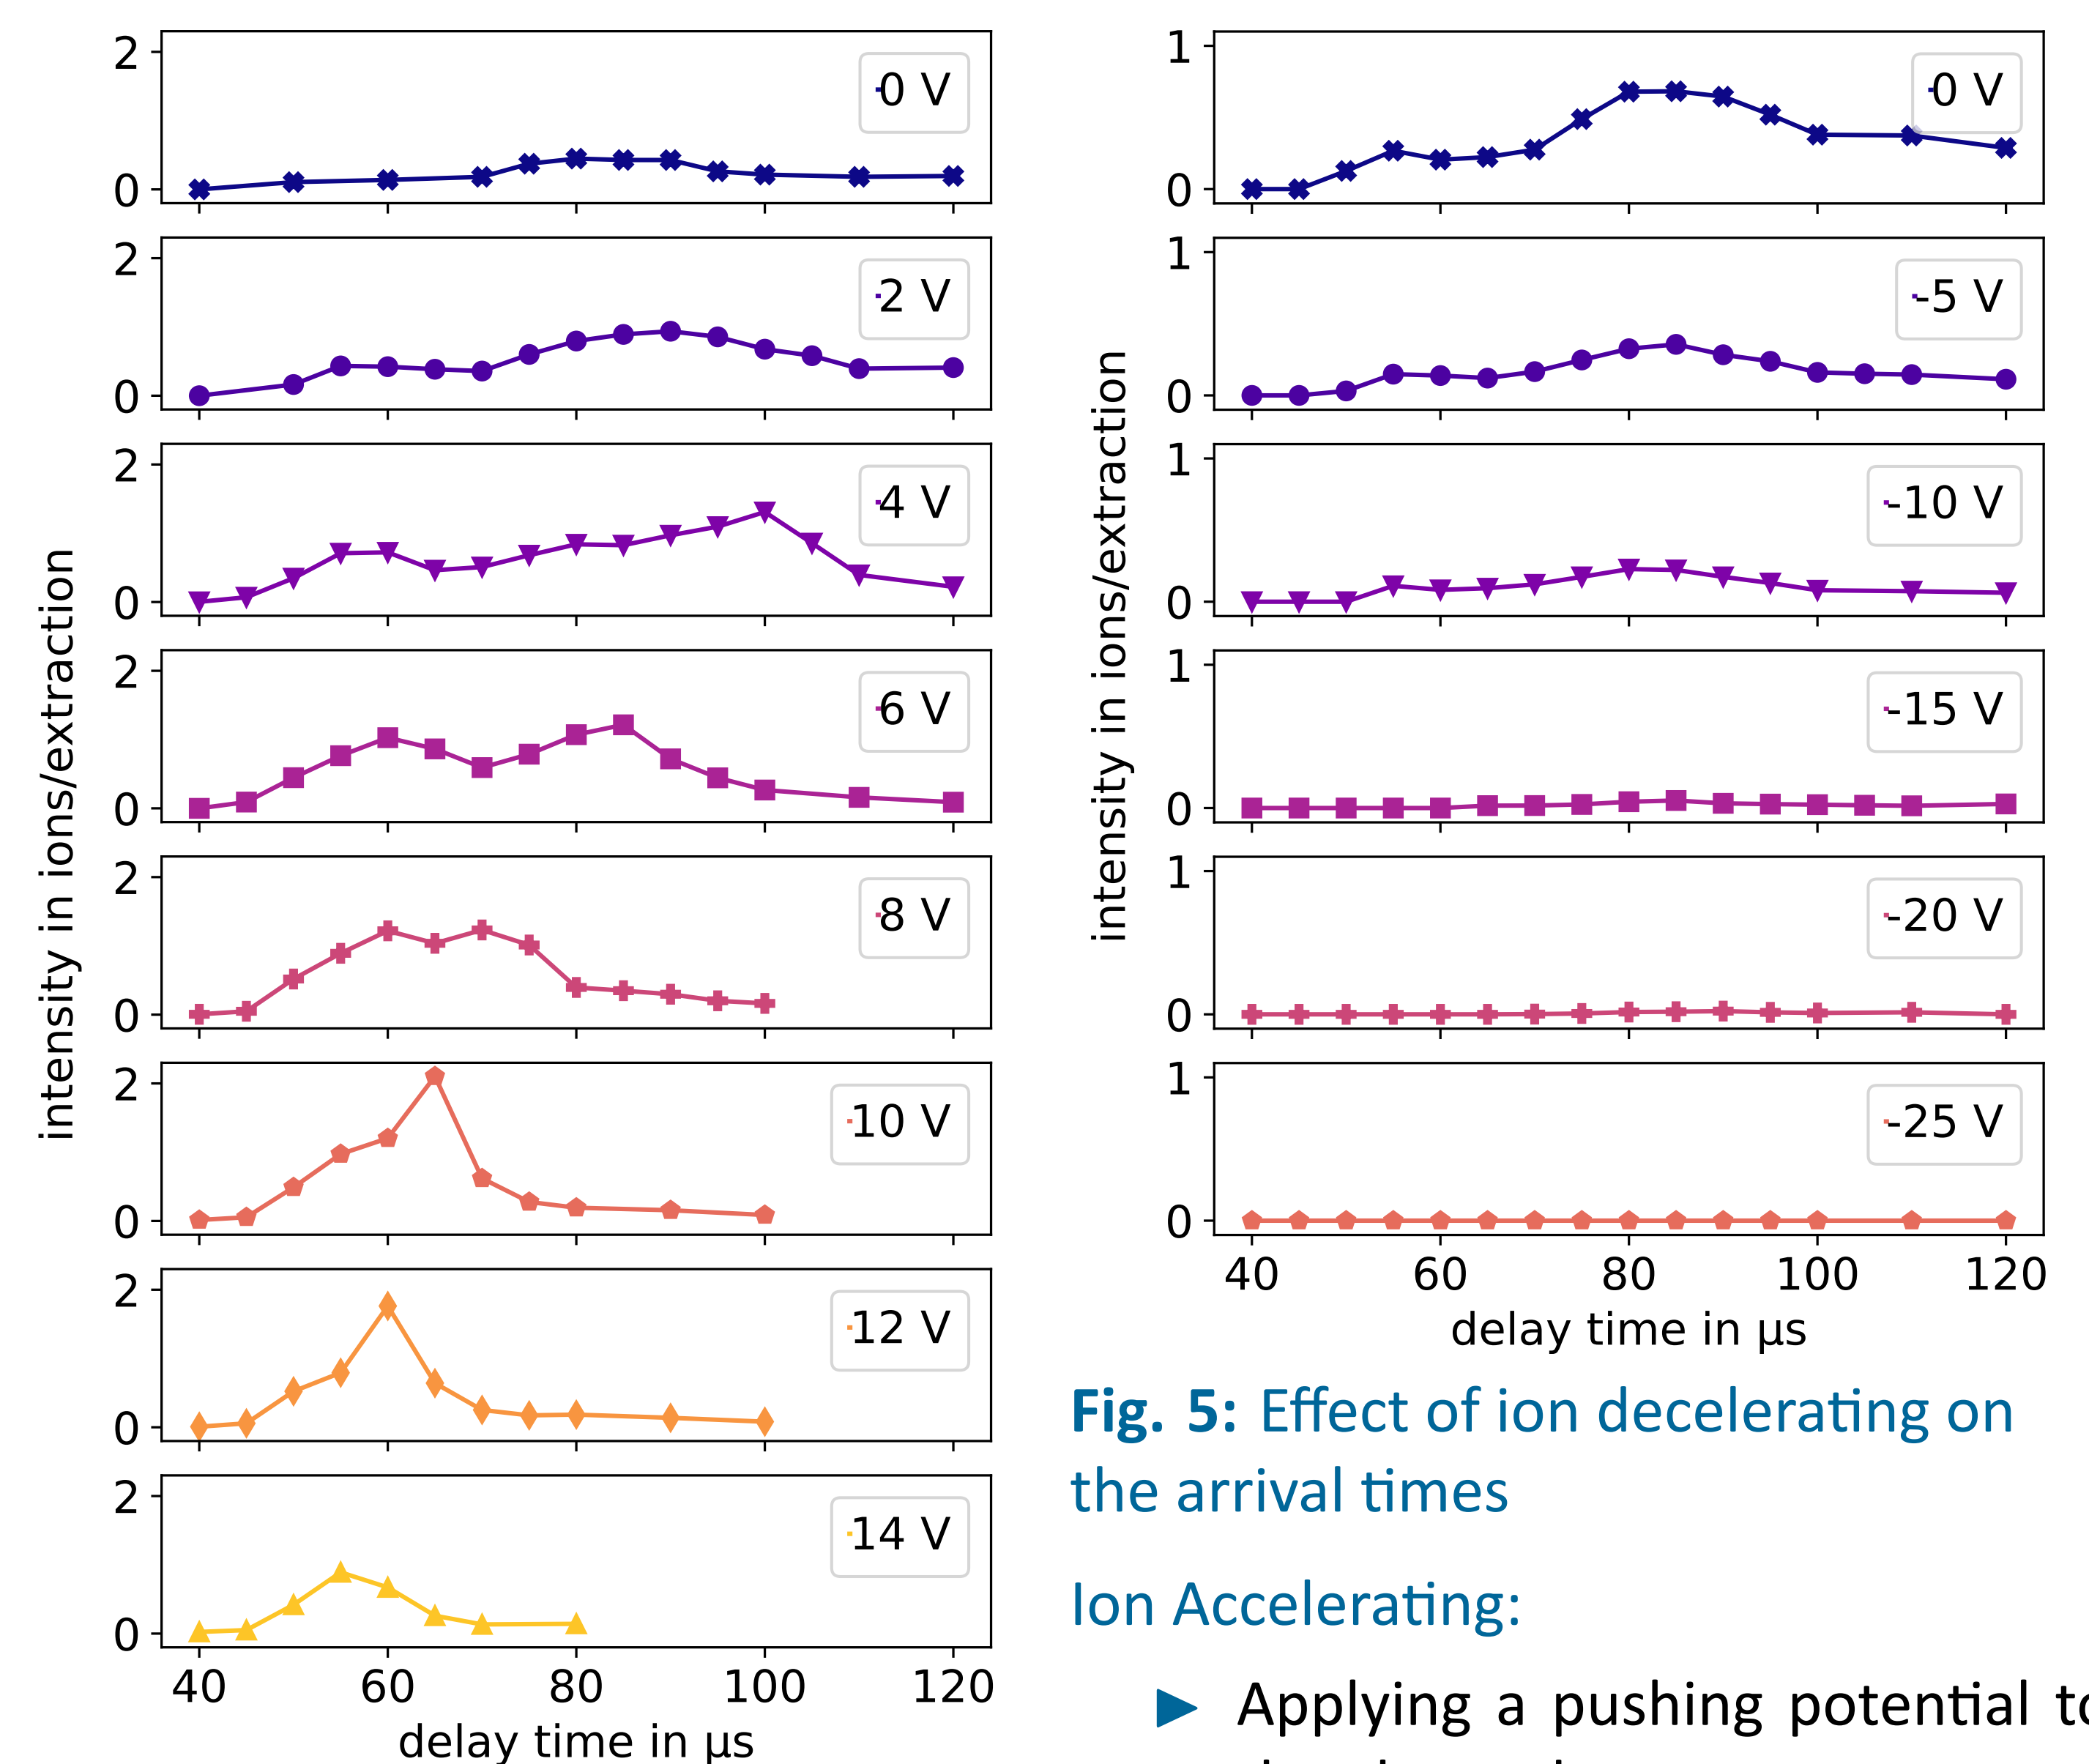 intensity in ions/extraction
2
0
0 V
2
0
2 V
2
0
4 V
2
0
6 V
2
0
8 V
2
0
10 V
2
0
12 V
2
0
14 V
40 60 80 100 120
delay time in µs
intensity in ions/extraction
1
0
0 V
1
0
-5 V
1
0
-10 V
1
0
-15 V
1
0
-20 V
1
0
-25 V
40 60 80 100 120
delay time in µs
Fig. 5: Effect of ion decelerating on
the arrival times
Ion Accelerating:
Applying a pushing potential to